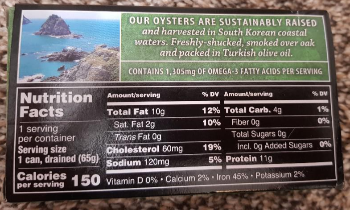 OUR OYSTERS ARE SUSTAINABLY RAISED
and harvested in South Korean coastal
waters. Freshly-shucked, smoked over oak
and packed in Turkish olive oil.
CONTAINS 1,305mg OF OMEGA-3 FATTY ACIDS PER SERVING
Nutrition
Facts
1 serving
per container
Serving size
1 can, drained (65g)
Calories
per serving 150
Amount/serving % DV
Total Fat 10g 12%
Sat. Fat 2g 10%
Trans Fat 0g
Cholesterol 60mg 19%
Sodium 120mg 5%
Amount/serving % DV
Total Carb. 4g 1%
Fiber 0g 0%
Total Sugars 0g
Incl. 0g Added Sugars 0%
Protein 11g
Vitamin D 0% • Calcium 2% • Iron 45% • Potassium 2%